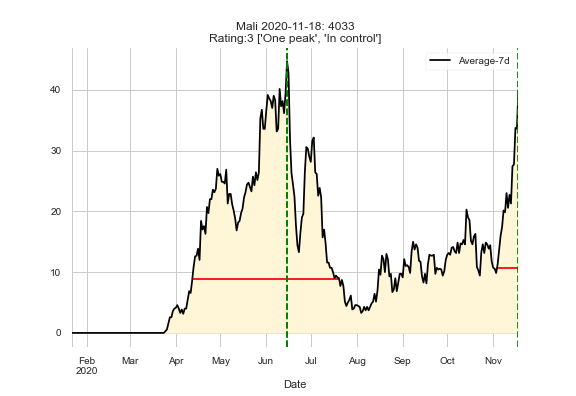 Mali 2020-11-18: 4033
Rating:3 ['One peak', 'In control']
Average-7d
40
30
20
10
0
Feb Mar Apr May Jun Jul Aug Sep Oct Nov
2020
Date